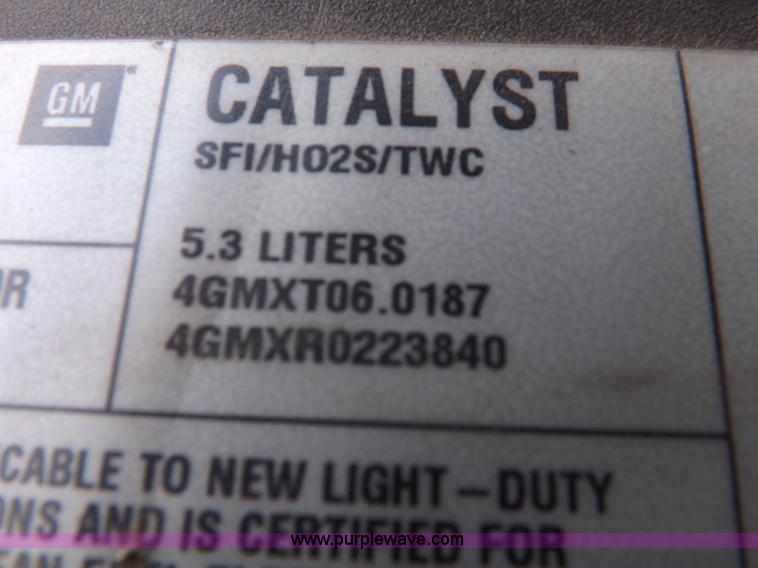 GM
CATALYST
SFI/HO2S/TWC
5.3 LITERS
4GMXT06.0187
4GMXR0223840
OR
CABLE TO NEW LIGHT-DUTY
ONS AND IS CERTIFIED FOR
www.purplewave.com